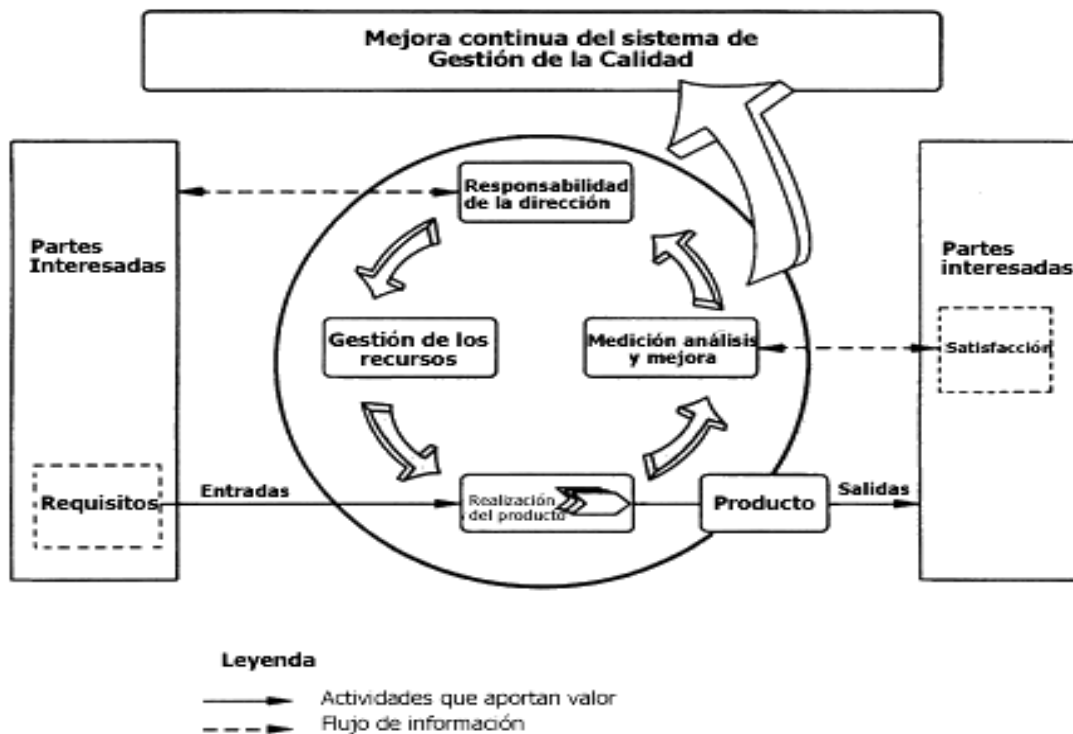 Mejora continua del sistema de
Gestión de la Calidad
Responsabilidad
de la dirección
Partes
Interesadas
Partes
interesadas
Gestión de los
recursos
Medición análisis
y mejora
Satisfacción
Requisitos
Entradas
Realización
del producto
Producto
Salidas
Leyenda
Actividades que aportan valor
Flujo de información